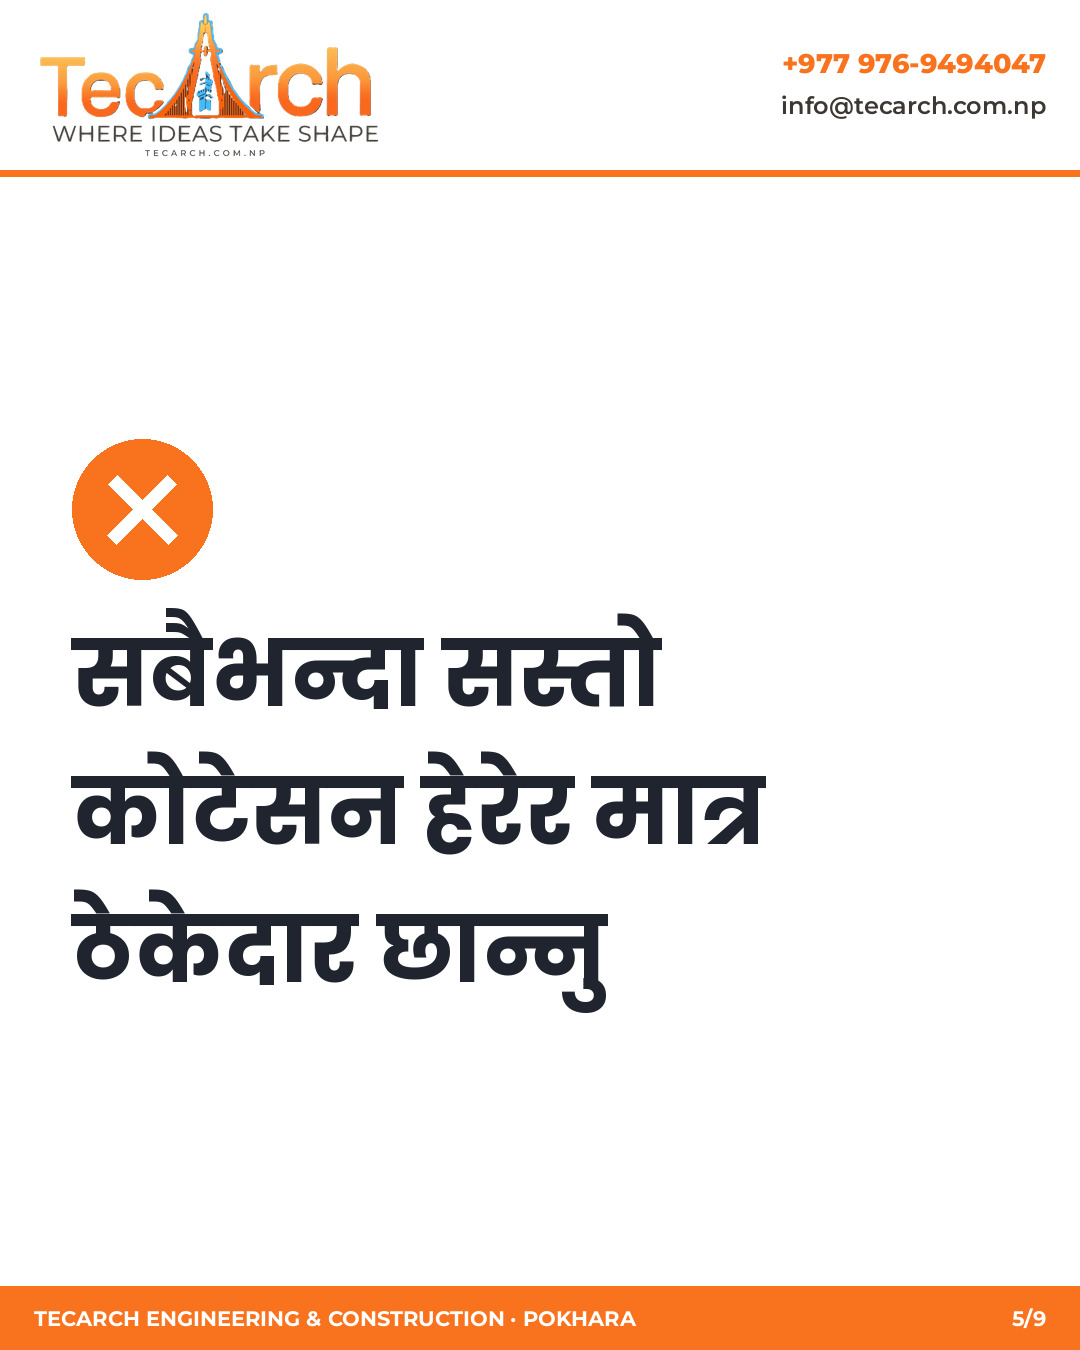 TecArch
WHERE IDEAS TAKE SHAPE
TECARCH.COM.NP
+977 976-9494047
info@tecarch.com.np
सबैभन्दा सस्तो
कोटेसन हेरेर मात्र
ठेकेदार छान्नु
TECARCH ENGINEERING & CONSTRUCTION · POKHARA
5/9